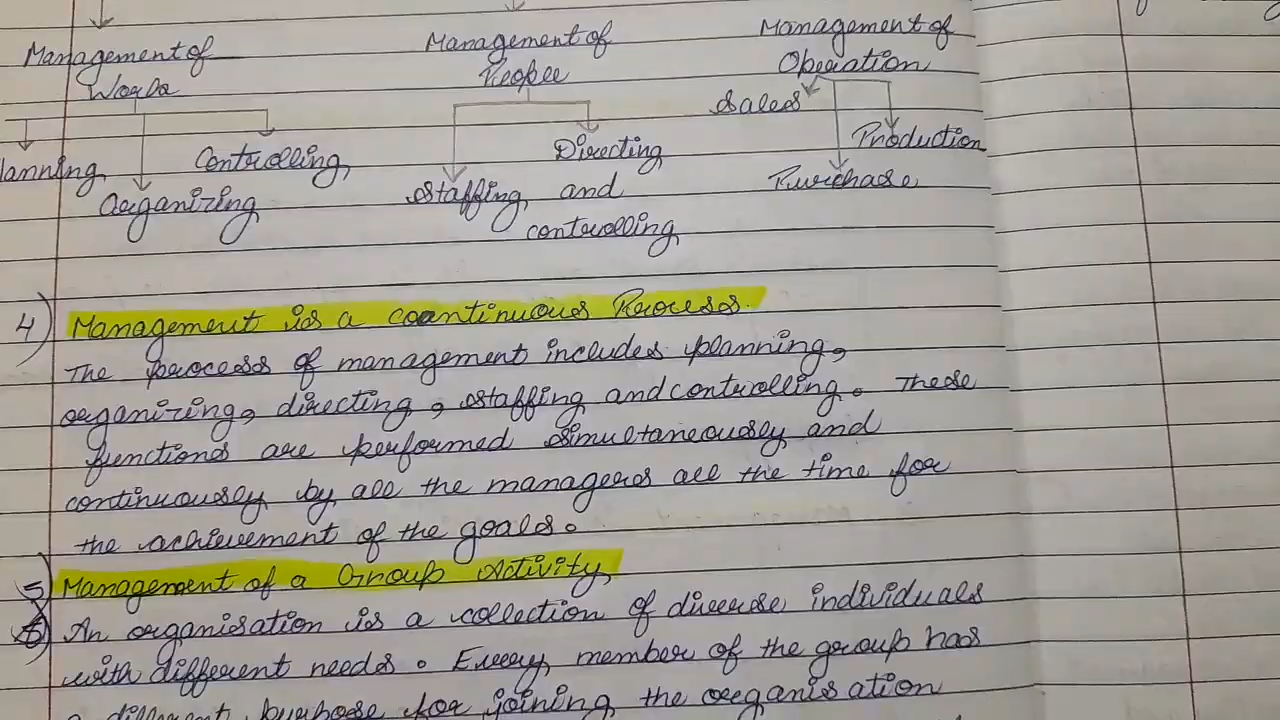 Management of
Works
Management of
People
Management of
Operation
Sales
Production
Purchase
lanning
Organizing
Controlling
Staffing
Directing
and
controlling
4) Management is a coantinuous Process.
The process of management includes planning,
organizing, directing, staffing and controlling. These
functions are performed simultaneously and
continuously by all the managers all the time for
the achievement of the goals.
5) Management of a Group Activity
An organisation is a collection of diverse individuals
with different needs. Every member of the group has
a different purpose for joining the organisation